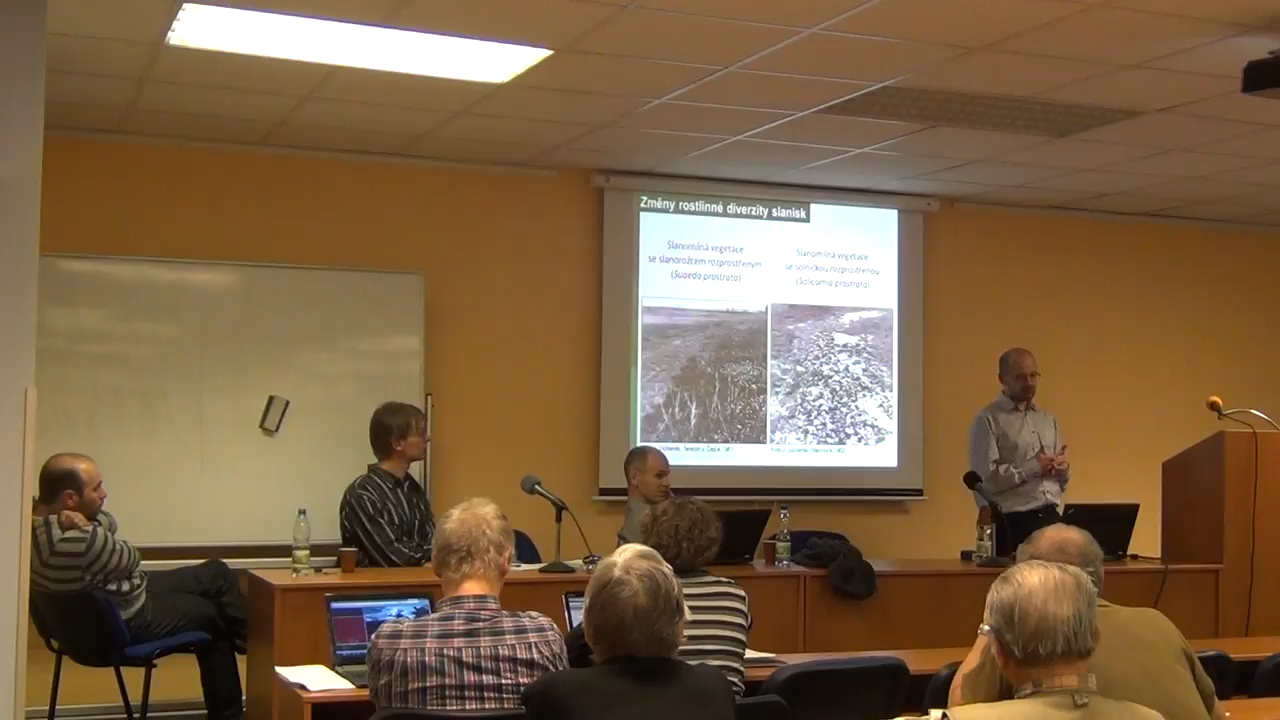 Změny rostlinné diverzity slanisk
Slanomilná vegetace
se slanorožcem rozprostřeným
(Suaeda prostrata)
Slanomilná vegetace
se solničkou rozprostřenou
(Salicornia prostrata)